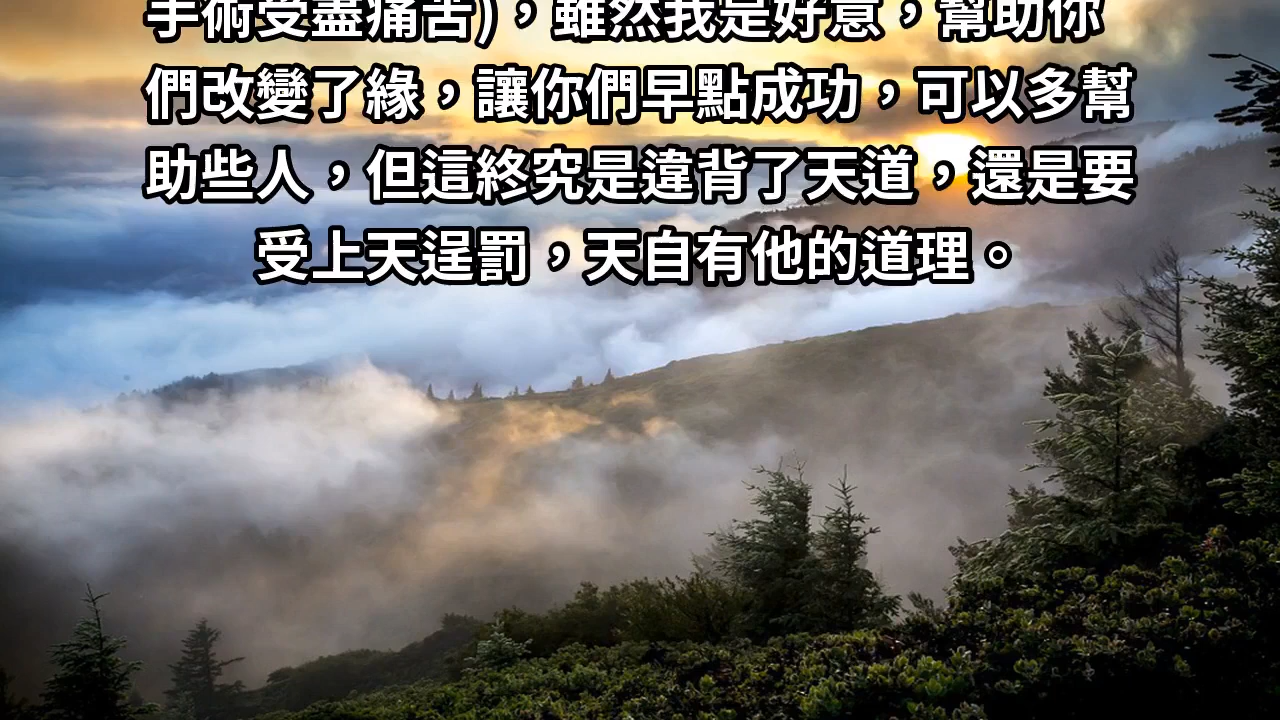 手術受盡痛苦)，雖然我是好意，幫助你
們改變了緣，讓你們早點成功，可以多幫
助些人，但這終究是違背了天道，還是要
受上天逞罰，天自有他的道理。